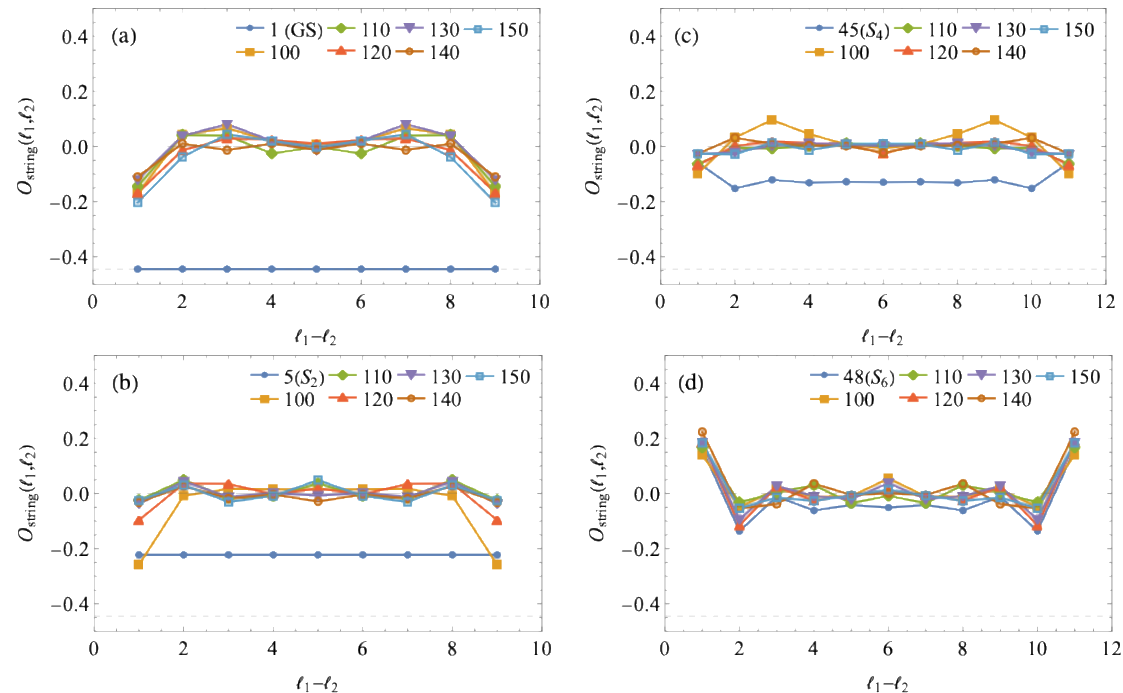 (a)
1 (GS) 110 130 150
100 120 140
0.4
0.2
0.0
−0.2
−0.4
0 2 4 6 8 10
ℓ1−ℓ2
Ostring(ℓ1,ℓ2)
(c)
45(S4) 110 130 150
100 120 140
0.4
0.2
0.0
−0.2
−0.4
0 2 4 6 8 10 12
ℓ1−ℓ2
Ostring(ℓ1,ℓ2)
(b)
5(S2) 110 130 150
100 120 140
0.4
0.2
0.0
−0.2
−0.4
0 2 4 6 8 10
ℓ1−ℓ2
Ostring(ℓ1,ℓ2)
(d)
48(S6) 110 130 150
100 120 140
0.4
0.2
0.0
−0.2
−0.4
0 2 4 6 8 10 12
ℓ1−ℓ2
Ostring(ℓ1,ℓ2)